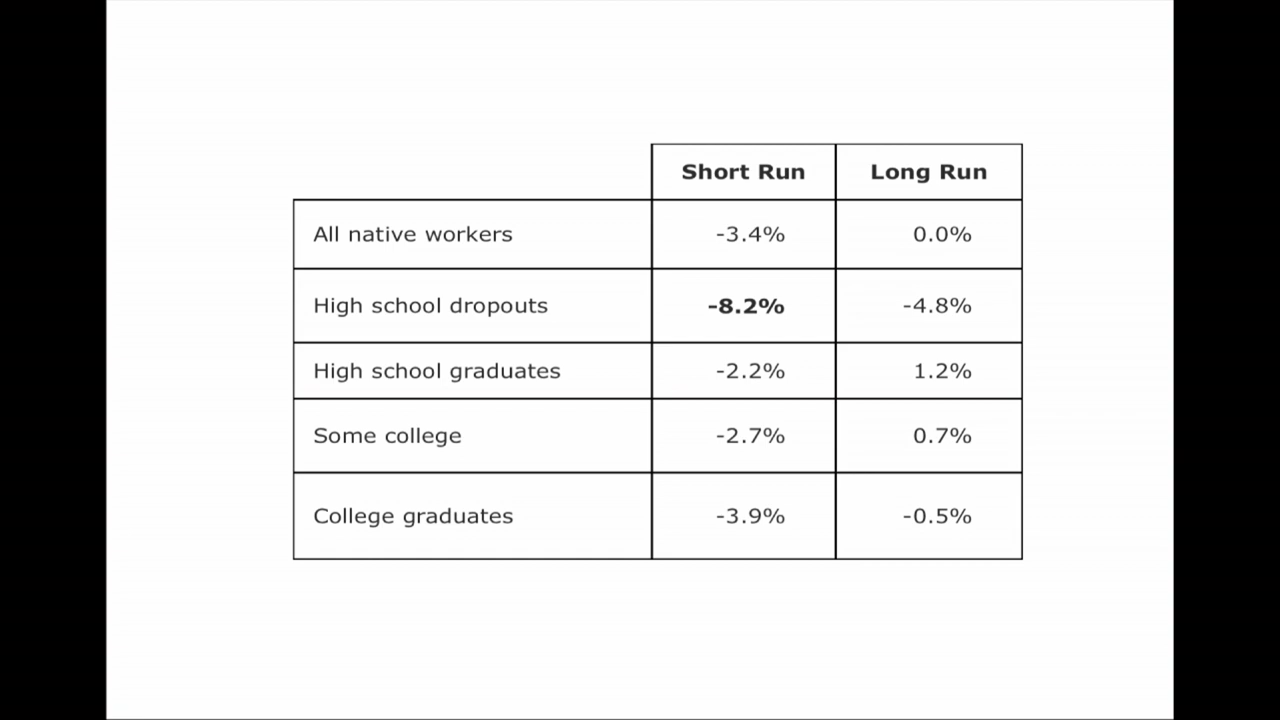 Short Run Long Run
All native workers -3.4% 0.0%
High school dropouts -8.2% -4.8%
High school graduates -2.2% 1.2%
Some college -2.7% 0.7%
College graduates -3.9% -0.5%